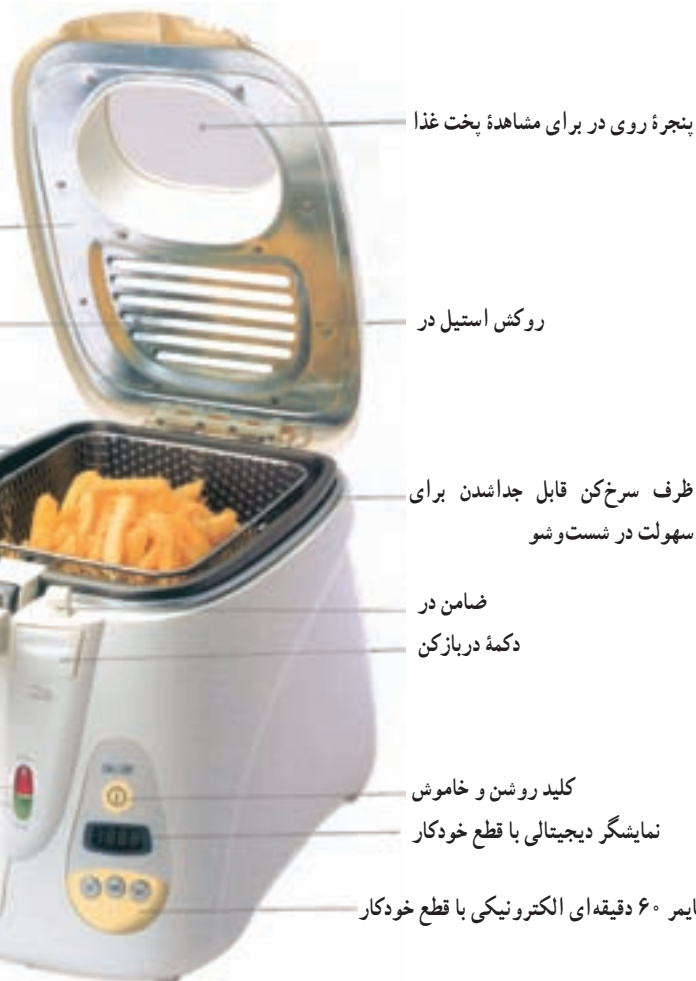 پنجرهٔ روی در برای مشاهدهٔ پخت غذا
روکش استیل در
ظرف سرخ‌کن قابل جداشدن برای
سهولت در شست‌وشو
ضامن در
دکمهٔ دربازکن
کلید روشن و خاموش
نمایشگر دیجیتالی با قطع خودکار
ایمر ۶۰ دقیقه‌ای الکترونیکی با قطع خودکار